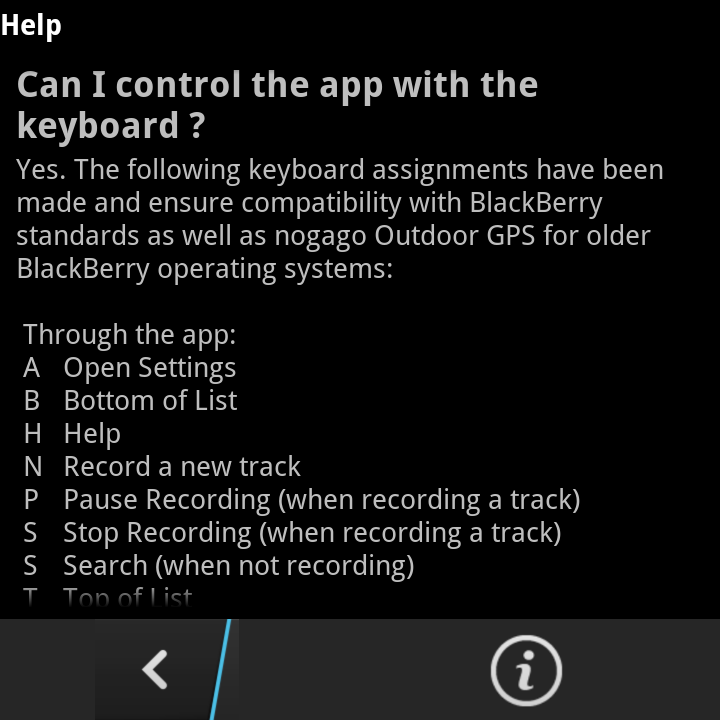 Help
Can I control the app with the
keyboard ?
Yes. The following keyboard assignments have been
made and ensure compatibility with BlackBerry
standards as well as nogago Outdoor GPS for older
BlackBerry operating systems:
Through the app:
A Open Settings
B Bottom of List
H Help
N Record a new track
P Pause Recording (when recording a track)
S Stop Recording (when recording a track)
S Search (when not recording)
T Top of List